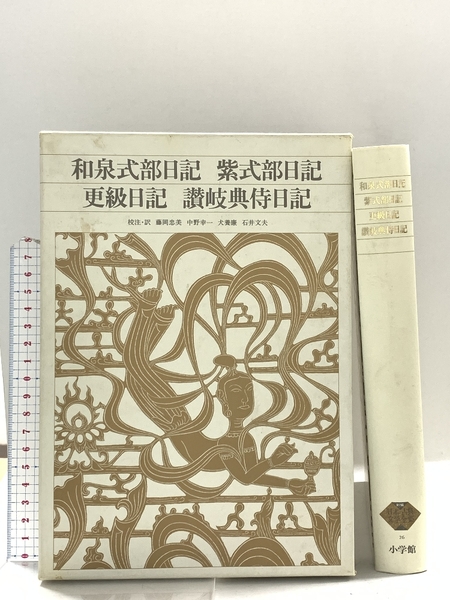 和泉式部日記 紫式部日記
更級日記 讃岐典侍日記
校注・訳 藤岡忠美 中野幸一 犬養廉 石井文夫
和泉式部日記
紫式部日記
更級日記
讃岐典侍日記
小学館